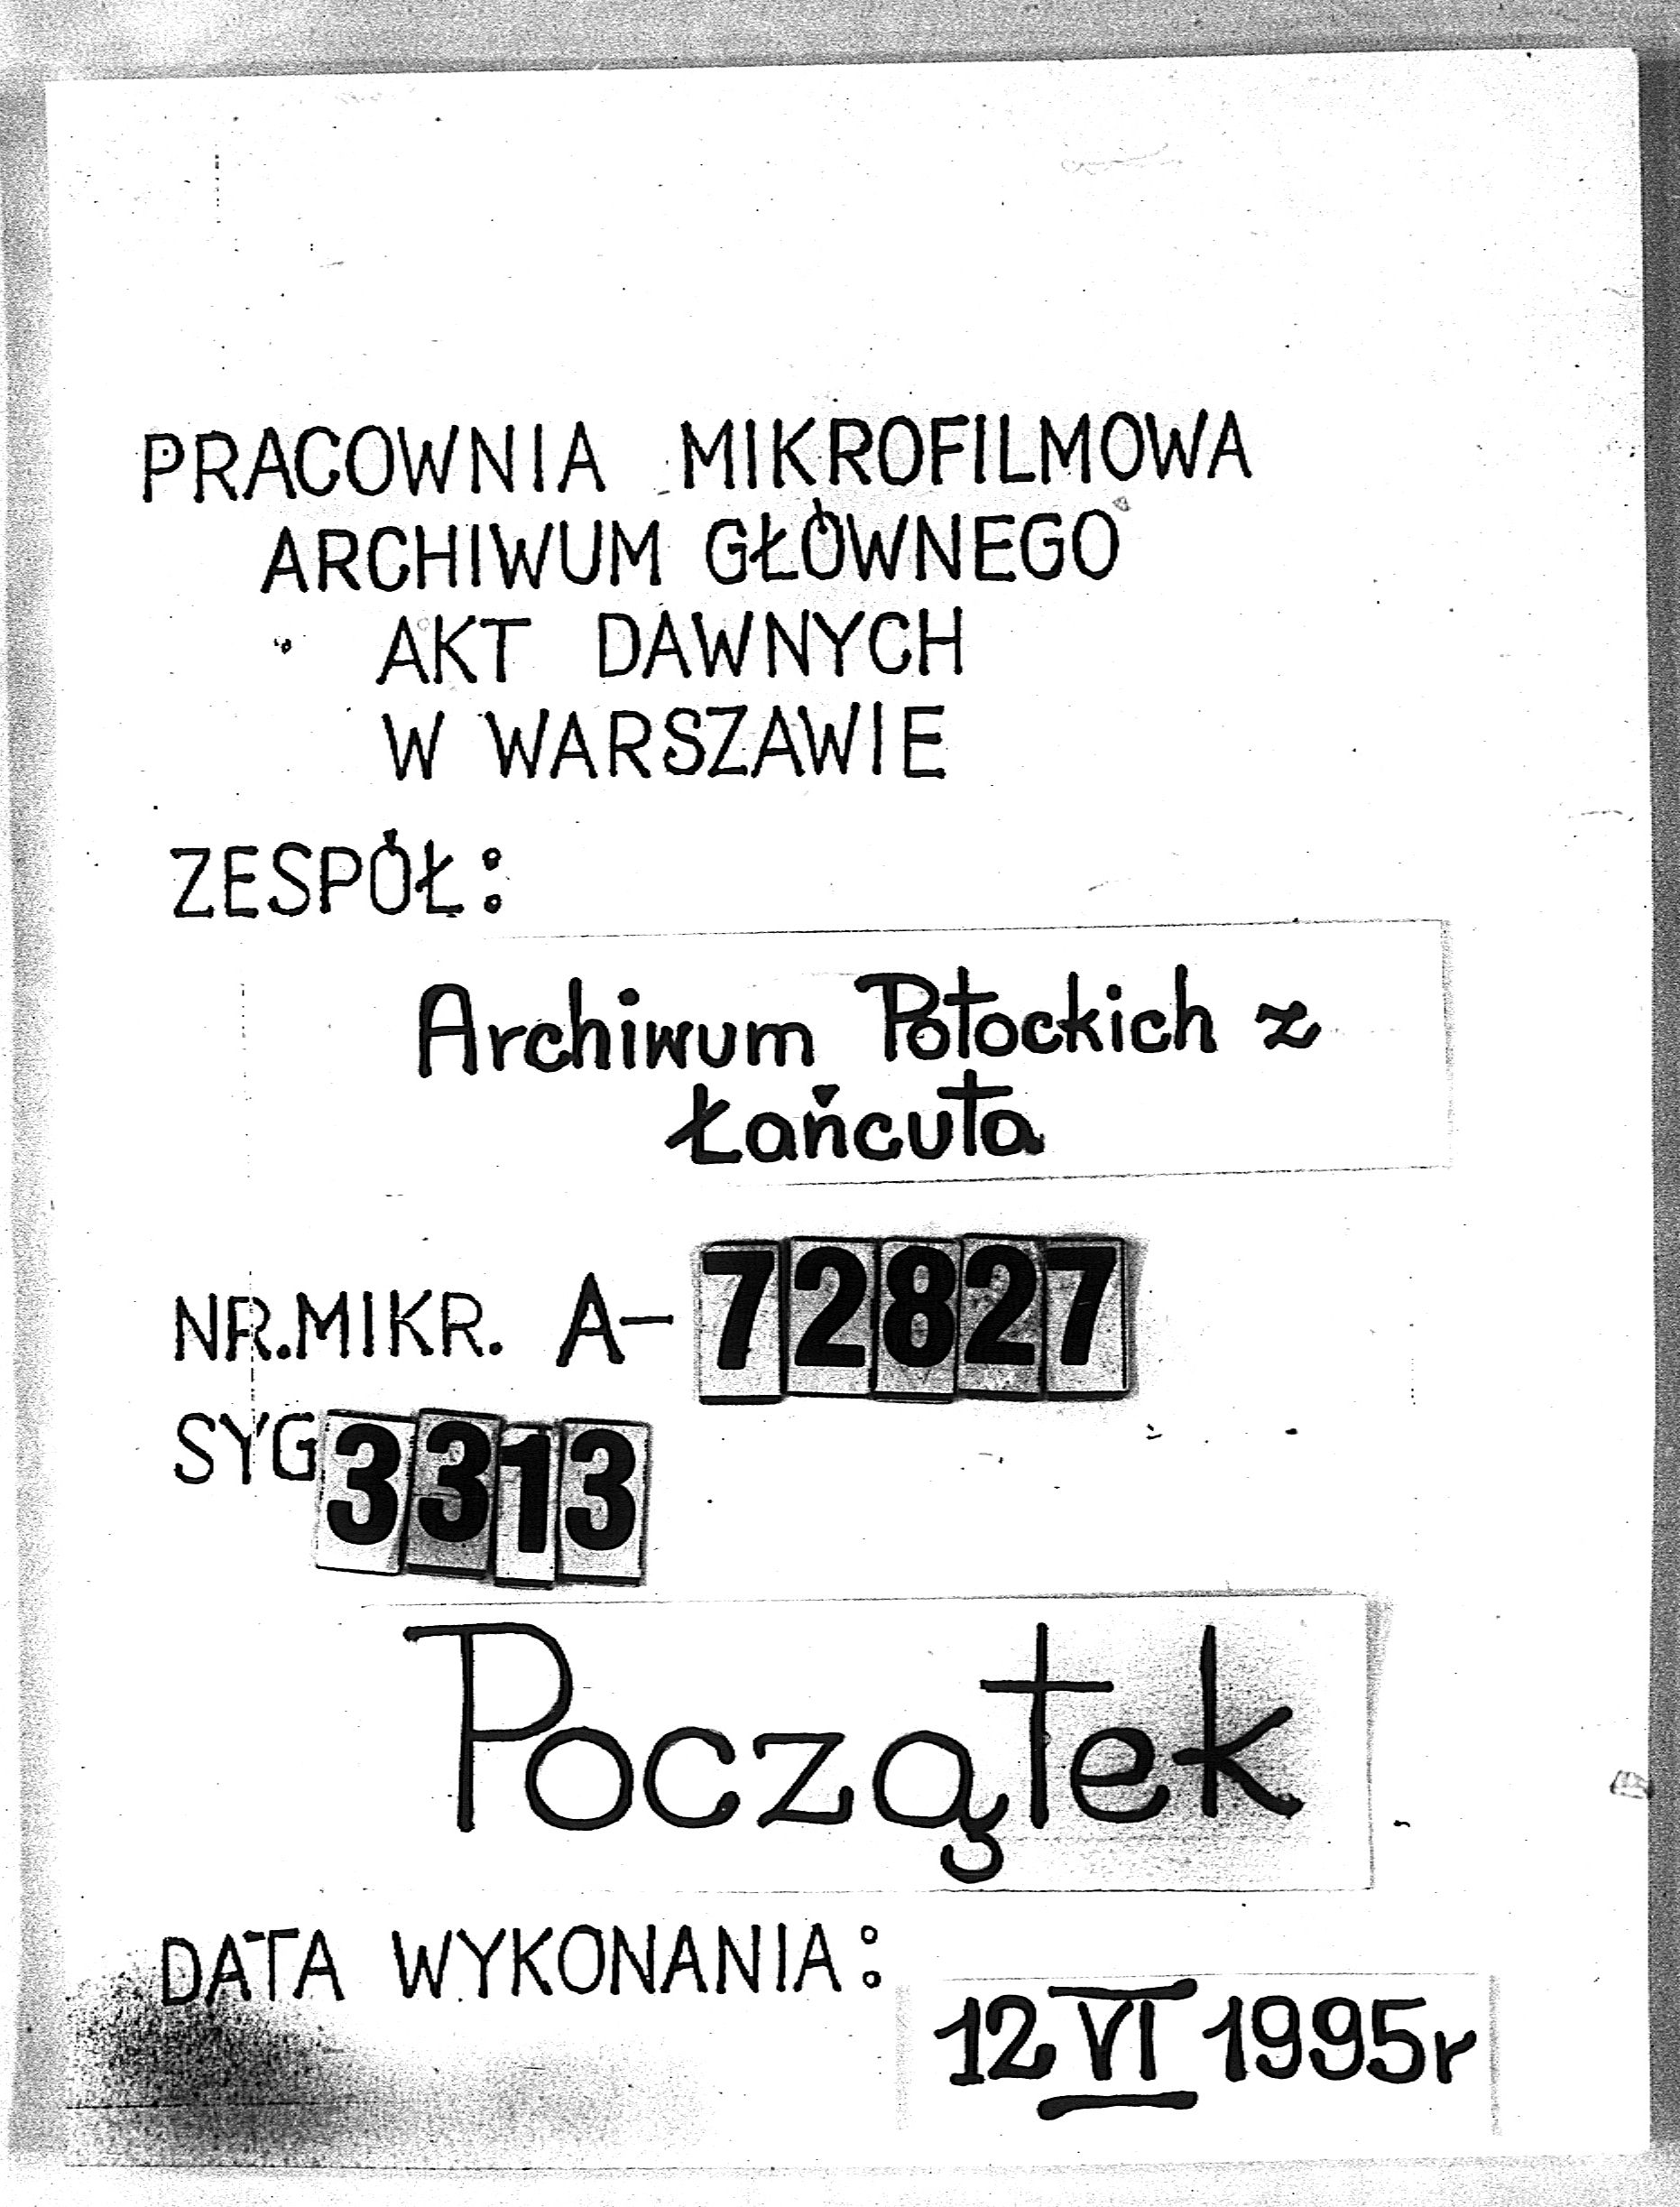 PRACOWNIA MIKROFILMOWA
ARCHIWUM GŁÓWNEGO
AKT DAWNYCH
W WARSZAWIE
ZESPÓŁ:
Archiwum Potockich z
Łańcuta
NR.MIKR. A-72827
SYG 3313
Początek
DATA WYKONANIA:
12 VI 1995r